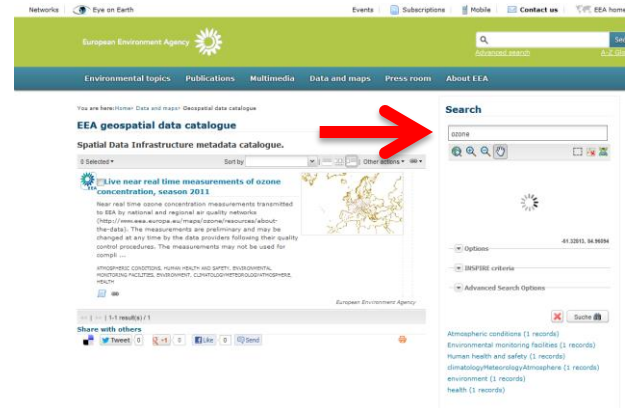 Networks Eye on Earth Events Subscriptions Mobile Contact us EEA home
European Environment Agency
Advanced search A-Z Glo
Environmental topics Publications Multimedia Data and maps Press room About EEA
You are here:Home› Data and maps› Geospatial data catalogue
Search
EEA geospatial data catalogue
ozone
Spatial Data Infrastructure metadata catalogue.
0 Selected Sort by Other actions
Live near real time measurements of ozone
concentration, season 2011
Near real time ozone concentration measurements transmitted
to EEA by national and regional air quality networks
(http://www.eea.europa.eu/maps/ozone/resources/about-
the-data). The measurements are preliminary and may be
changed at any time by the data providers following their quality
control procedures. The measurements may not be used for
compli ...
ATMOSPHERIC CONDITIONS, HUMAN HEALTH AND SAFETY, ENVIRONMENTAL
MONITORING FACILITIES, ENVIRONMENT, CLIMATOLOGYMETEOROLOGYATMOSPHERE,
HEALTH
European Environment Agency
Options
INSPIRE criteria
Advanced Search Options
Suche
1-1 result(s) / 1
Share with others
Tweet 0 0 Like 0 Send
Atmospheric conditions (1 records)
Environmental monitoring facilities (1 records)
Human health and safety (1 records)
climatologyMeteorologyAtmosphere (1 records)
environment (1 records)
health (1 records)